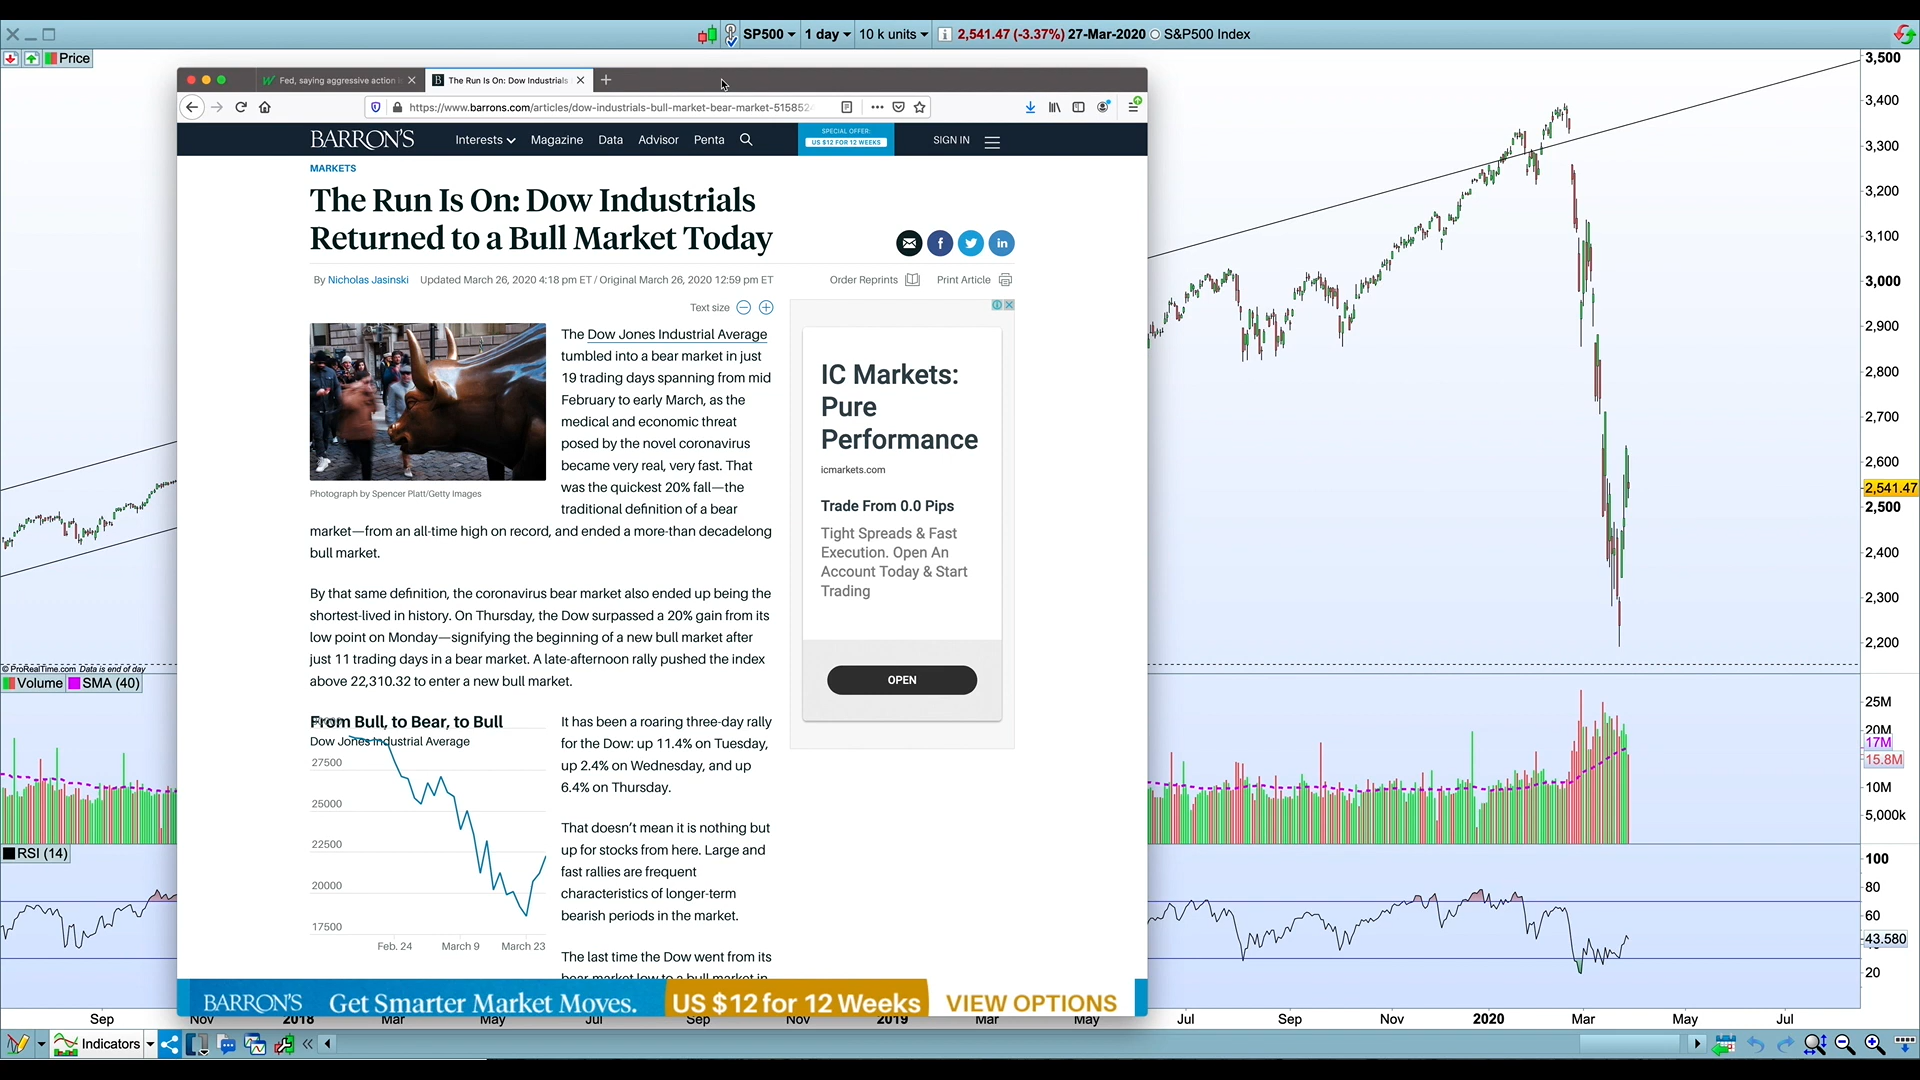 SP500
1 day
10 k units
2,541.47 (-3.37%) 27-Mar-2020
S&P500 Index
Price
Fed, saying aggressive action
The Run Is On: Dow Industrials
https://www.barrons.com/articles/dow-industrials-bull-market-bear-market-515852
BARRON'S
Interests
Magazine
Data
Advisor
Penta
SPECIAL OFFER:
US $12 FOR 12 WEEKS
SIGN IN
MARKETS
The Run Is On: Dow Industrials
Returned to a Bull Market Today
By Nicholas Jasinski
Updated March 26, 2020 4:18 pm ET / Original March 26, 2020 12:59 pm ET
Order Reprints
Print Article
Text size
The Dow Jones Industrial Average
tumbled into a bear market in just
19 trading days spanning from mid
February to early March, as the
medical and economic threat
posed by the novel coronavirus
became very real, very fast. That
was the quickest 20% fall—the
traditional definition of a bear
Photograph by Spencer Platt/Getty Images
market—from an all-time high on record, and ended a more-than decadelong
bull market.
By that same definition, the coronavirus bear market also ended up being the
shortest-lived in history. On Thursday, the Dow surpassed a 20% gain from its
low point on Monday—signifying the beginning of a new bull market after
just 11 trading days in a bear market. A late-afternoon rally pushed the index
above 22,310.32 to enter a new bull market.
From Bull, to Bear, to Bull
Dow Jones Industrial Average
27500
25000
22500
20000
17500
Feb. 24
March 9
March 23
It has been a roaring three-day rally
for the Dow: up 11.4% on Tuesday,
up 2.4% on Wednesday, and up
6.4% on Thursday.
That doesn't mean it is nothing but
up for stocks from here. Large and
fast rallies are frequent
characteristics of longer-term
bearish periods in the market.
The last time the Dow went from its
bear market low to a bull market in
IC Markets:
Pure
Performance
icmarkets.com
Trade From 0.0 Pips
Tight Spreads & Fast
Execution. Open An
Account Today & Start
Trading
OPEN
BARRON'S
Get Smarter Market Moves.
US $12 for 12 Weeks
VIEW OPTIONS
3,500
3,400
3,300
3,200
3,100
3,000
2,900
2,800
2,700
2,600
2,541.47
2,500
2,400
2,300
2,200
© ProRealTime.com Data is end of day
Volume
SMA (40)
25M
20M
17M
15.8M
10M
5,000k
RSI (14)
100
80
60
43.580
20
Sep
Nov
2018
Mar
May
Jul
Sep
Nov
2019
Mar
May
Jul
Sep
Nov
2020
Mar
May
Jul
Indicators